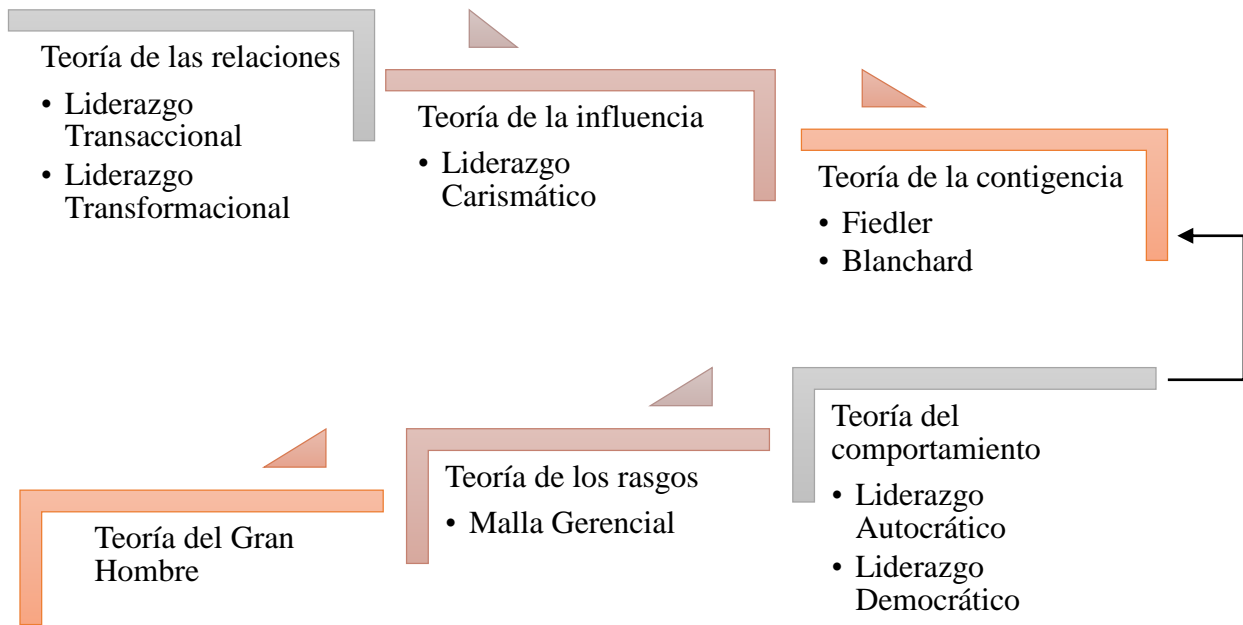 Teoría de las relaciones
• Liderazgo
Transaccional
• Liderazgo
Transformacional
Teoría de la influencia
• Liderazgo
Carismático
Teoría de la contigencia
• Fiedler
• Blanchard
Teoría del Gran
Hombre
Teoría de los rasgos
• Malla Gerencial
Teoría del
comportamiento
• Liderazgo
Autocrático
• Liderazgo
Democrático